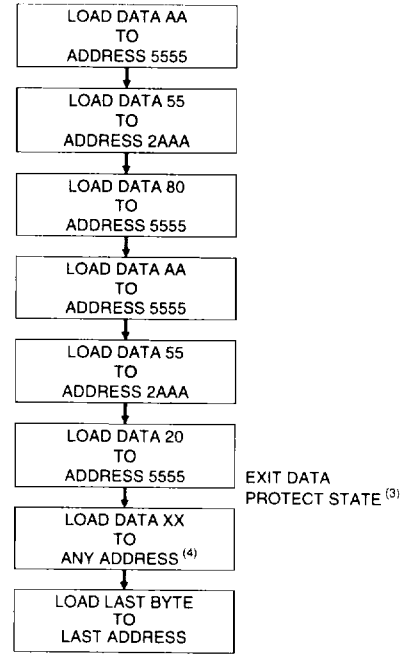 LOAD DATA AA
TO
ADDRESS 5555
LOAD DATA 55
TO
ADDRESS 2AAA
LOAD DATA 80
TO
ADDRESS 5555
LOAD DATA AA
TO
ADDRESS 5555
LOAD DATA 55
TO
ADDRESS 2AAA
LOAD DATA 20
TO
ADDRESS 5555
EXIT DATA
PROTECT STATE (3)
LOAD DATA XX
TO
ANY ADDRESS (4)
LOAD LAST BYTE
TO
LAST ADDRESS